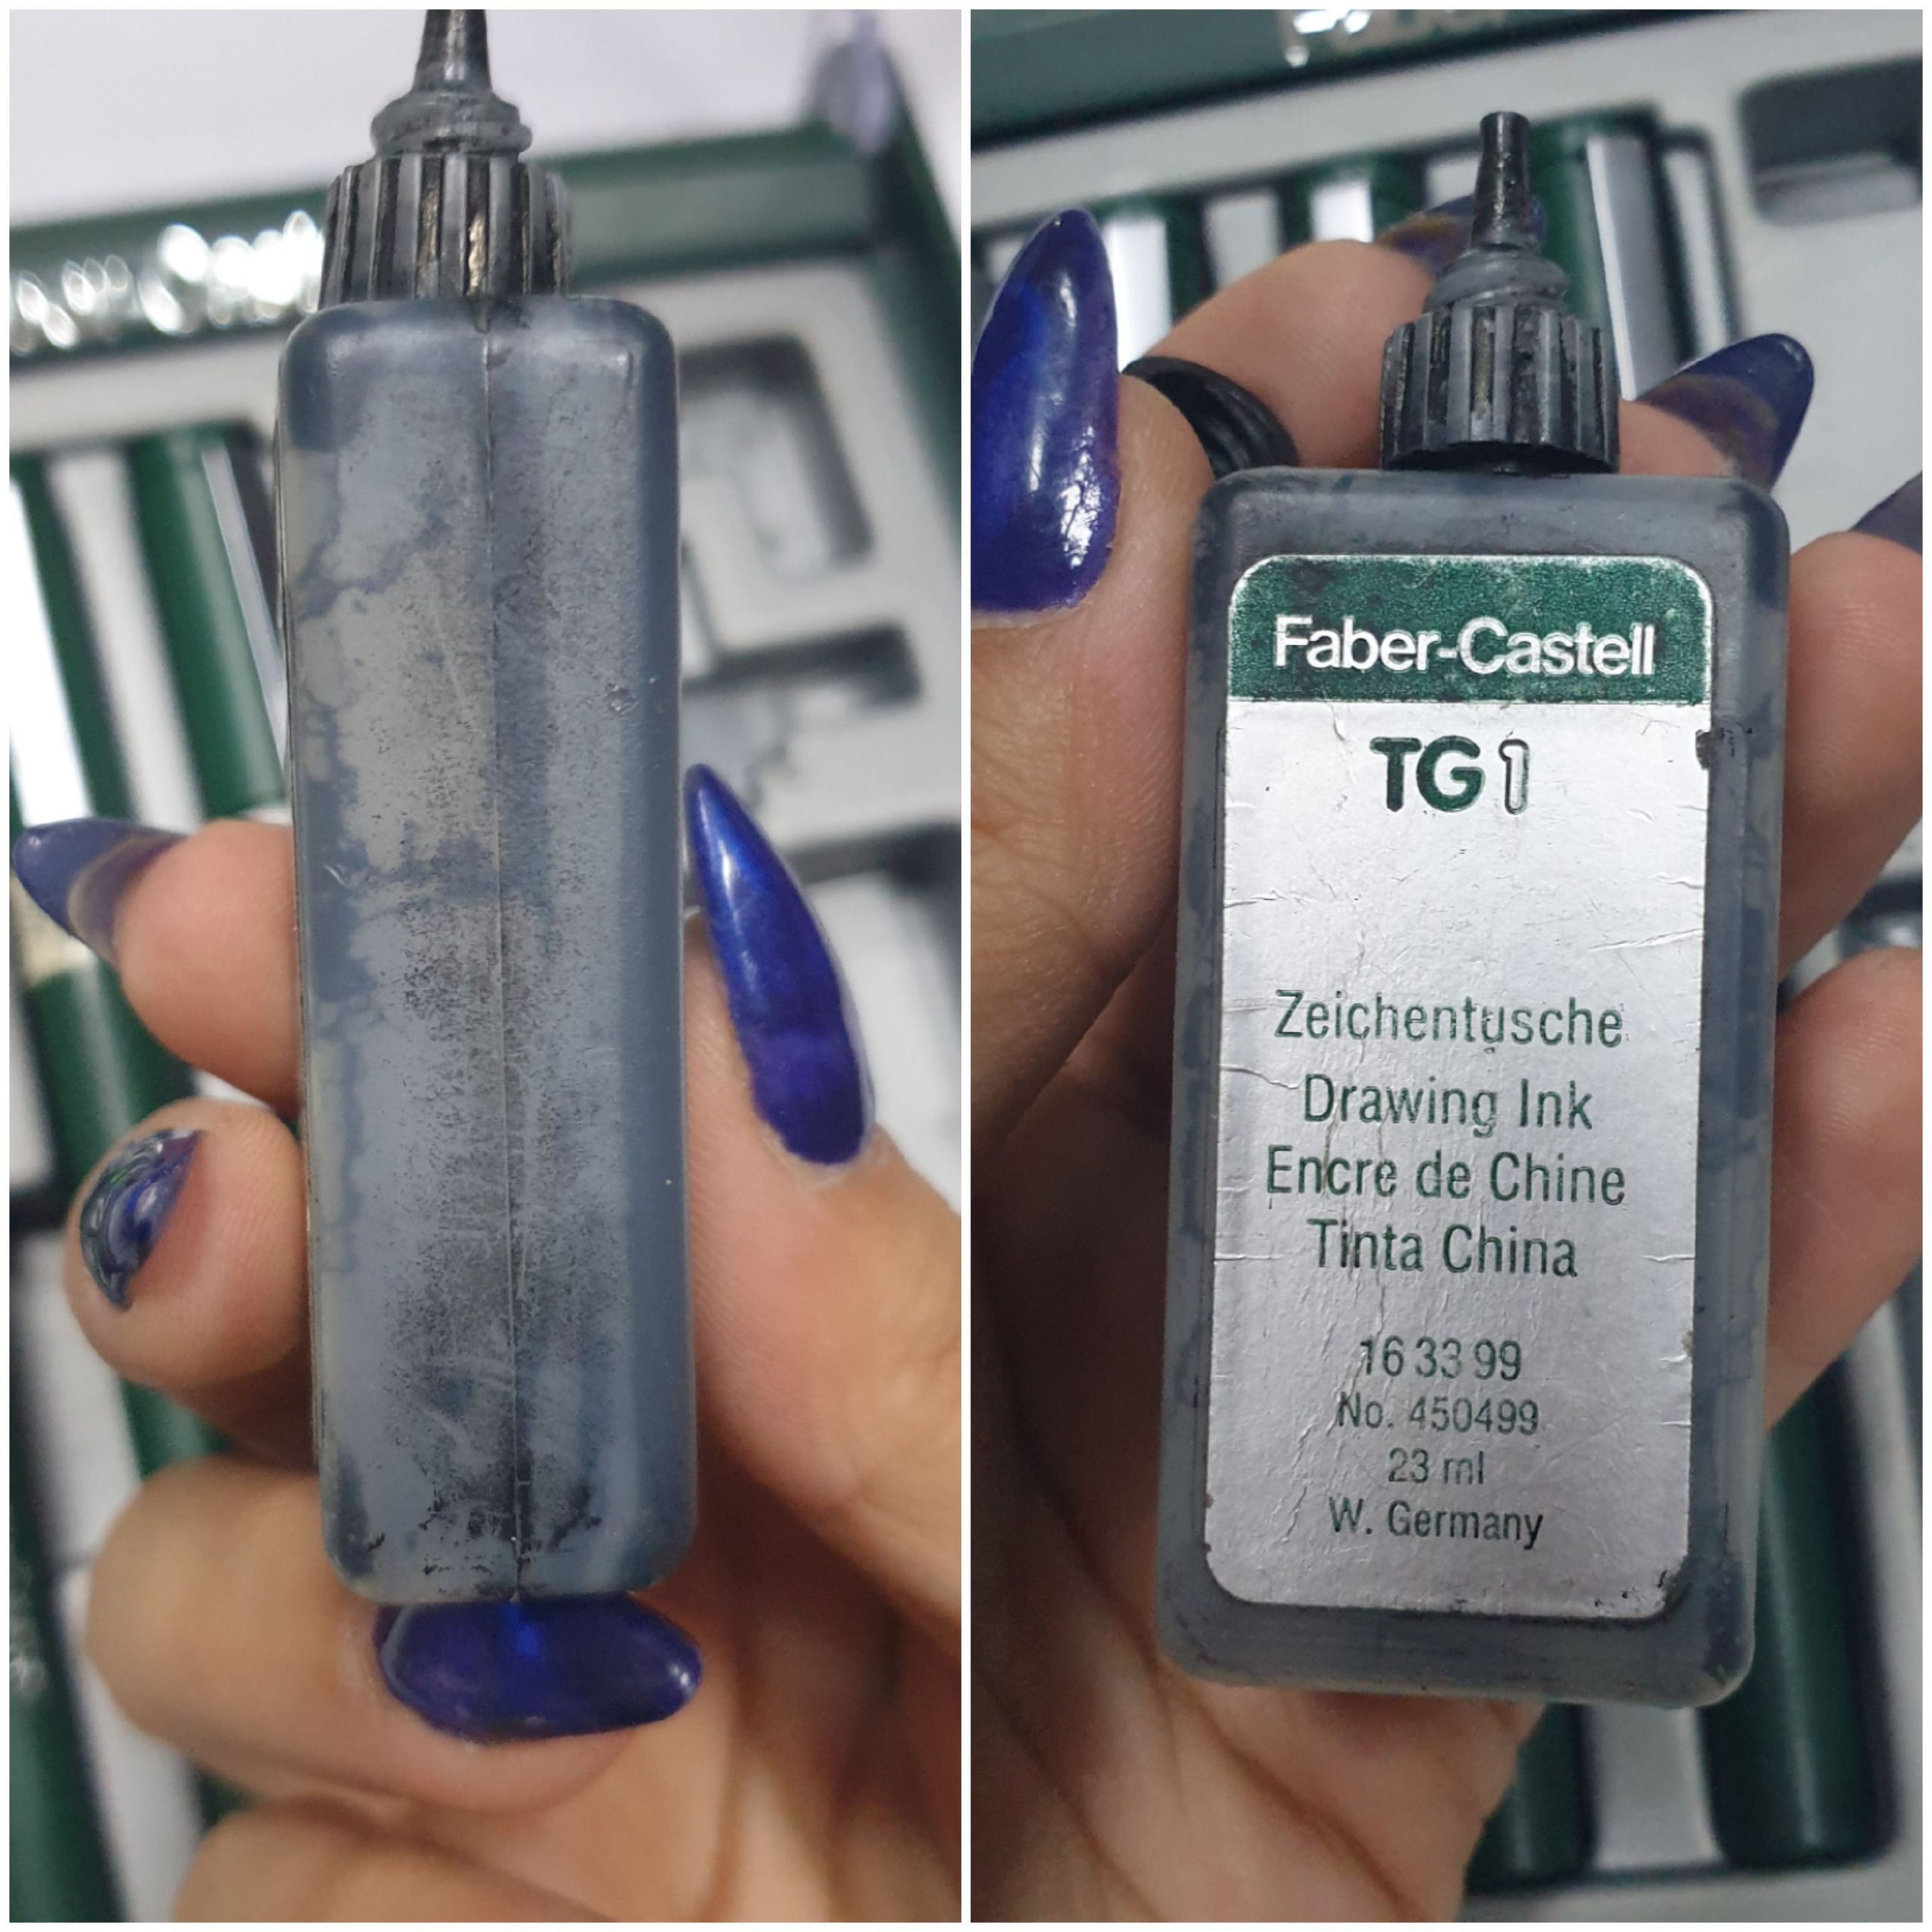 Faber-Castell
TG 1
Zeichentusche
Drawing Ink
Encre de Chine
Tinta China
16 33 99
No. 450499
23 ml
W. Germany